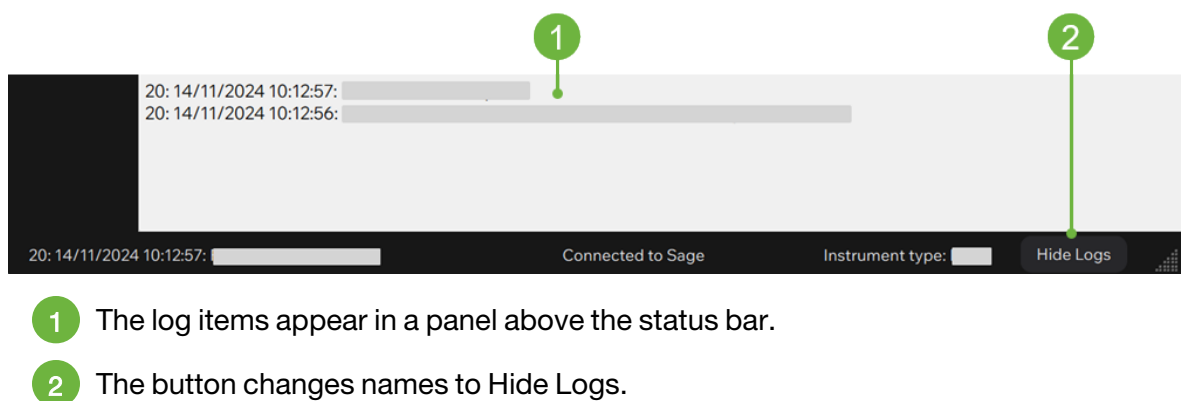 1 2
20: 14/11/2024 10:12:57:
20: 14/11/2024 10:12:56:
20: 14/11/2024 10:12:57: Connected to Sage Instrument type: Hide Logs
1 The log items appear in a panel above the status bar.
2 The button changes names to Hide Logs.